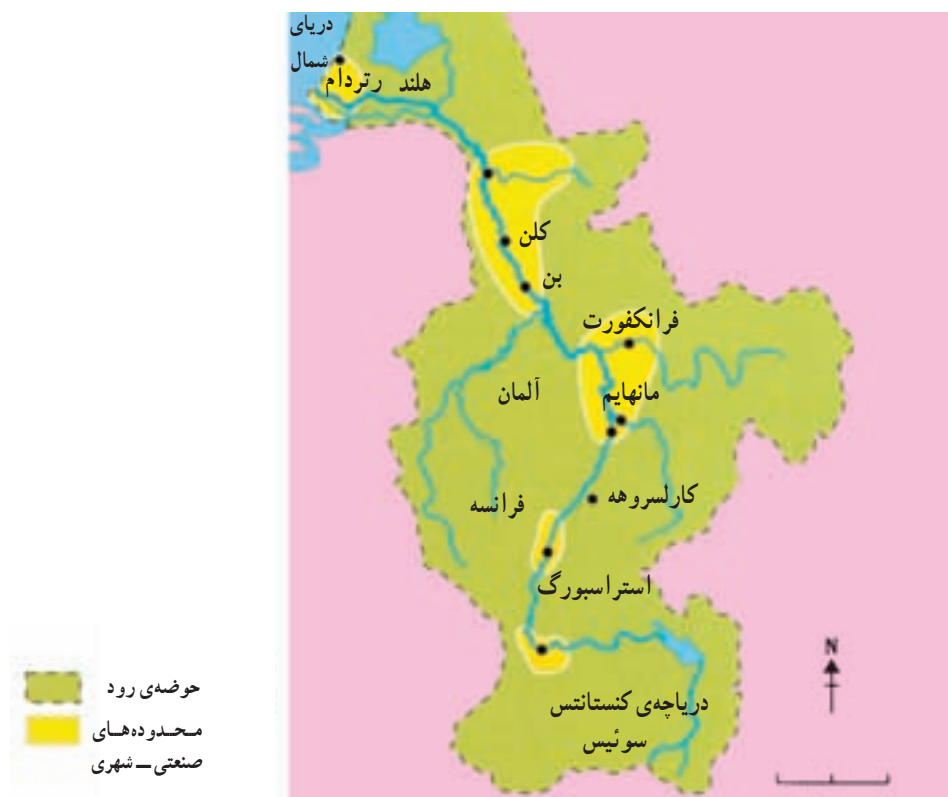 دریای
شمال
هلند
رتردام
کلن
بن
فرانکفورت
آلمان
مانهایم
کارلسروهه
فرانسه
استراسبورگ
دریاچه‌ی کنستانتس
سوئیس
N
حوضه‌ی رود
محدوده‌های
صنعتی – شهری